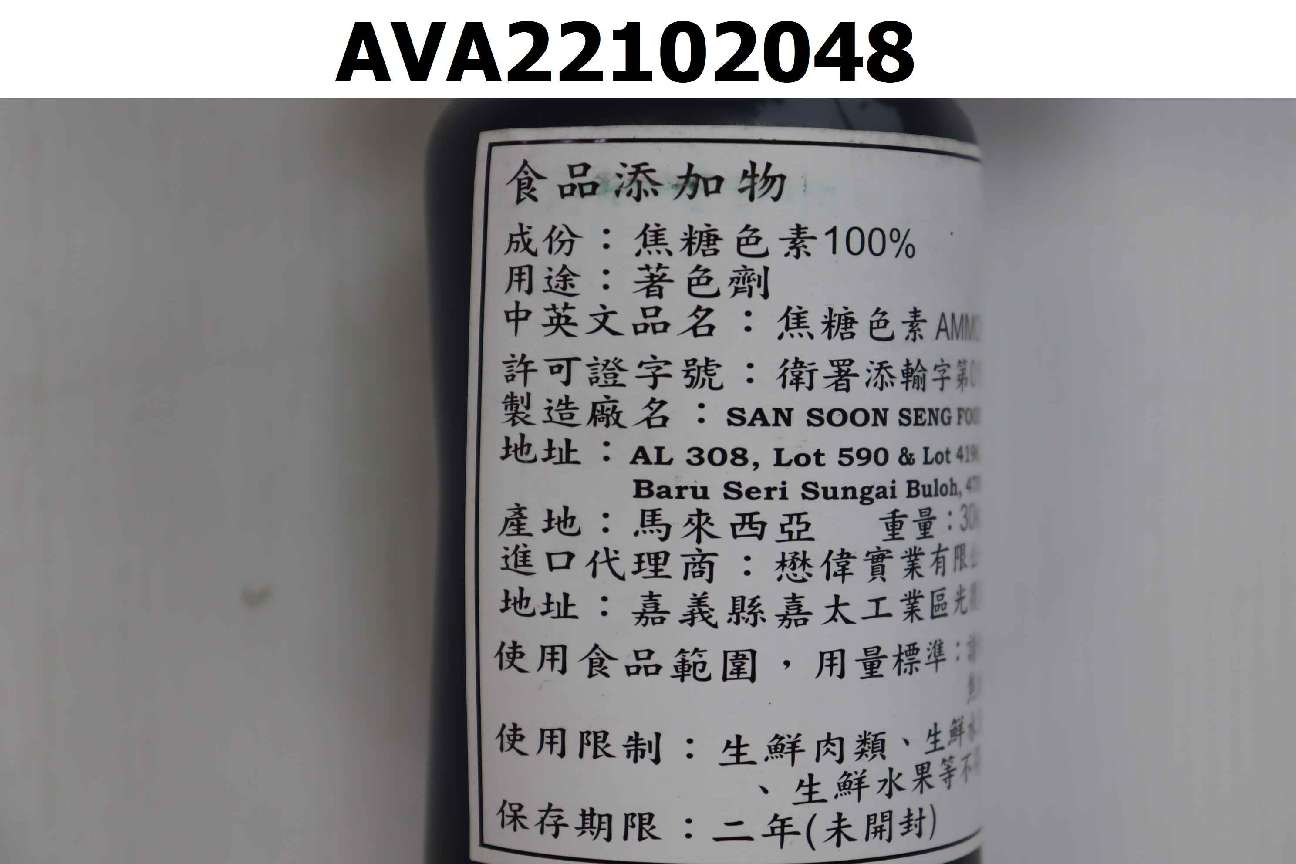 AVA22102048
食品添加物
成份：焦糖色素100%
用途：著色劑
中英文品名：焦糖色素 AMM
許可證字號：衛署添輸字第0
製造廠名：SAN SOON SENG
地址：AL 308, Lot 590 & Lot 419
Baru Seri Sungai Buloh,
產地：馬來西亞 重量：30
進口代理商：懋偉實業有限
地址：嘉義縣嘉太工業區
使用食品範圍，用量標準：
使用限制：生鮮肉類、生鮮
、生鮮水果等不
保存期限：二年(未開封)